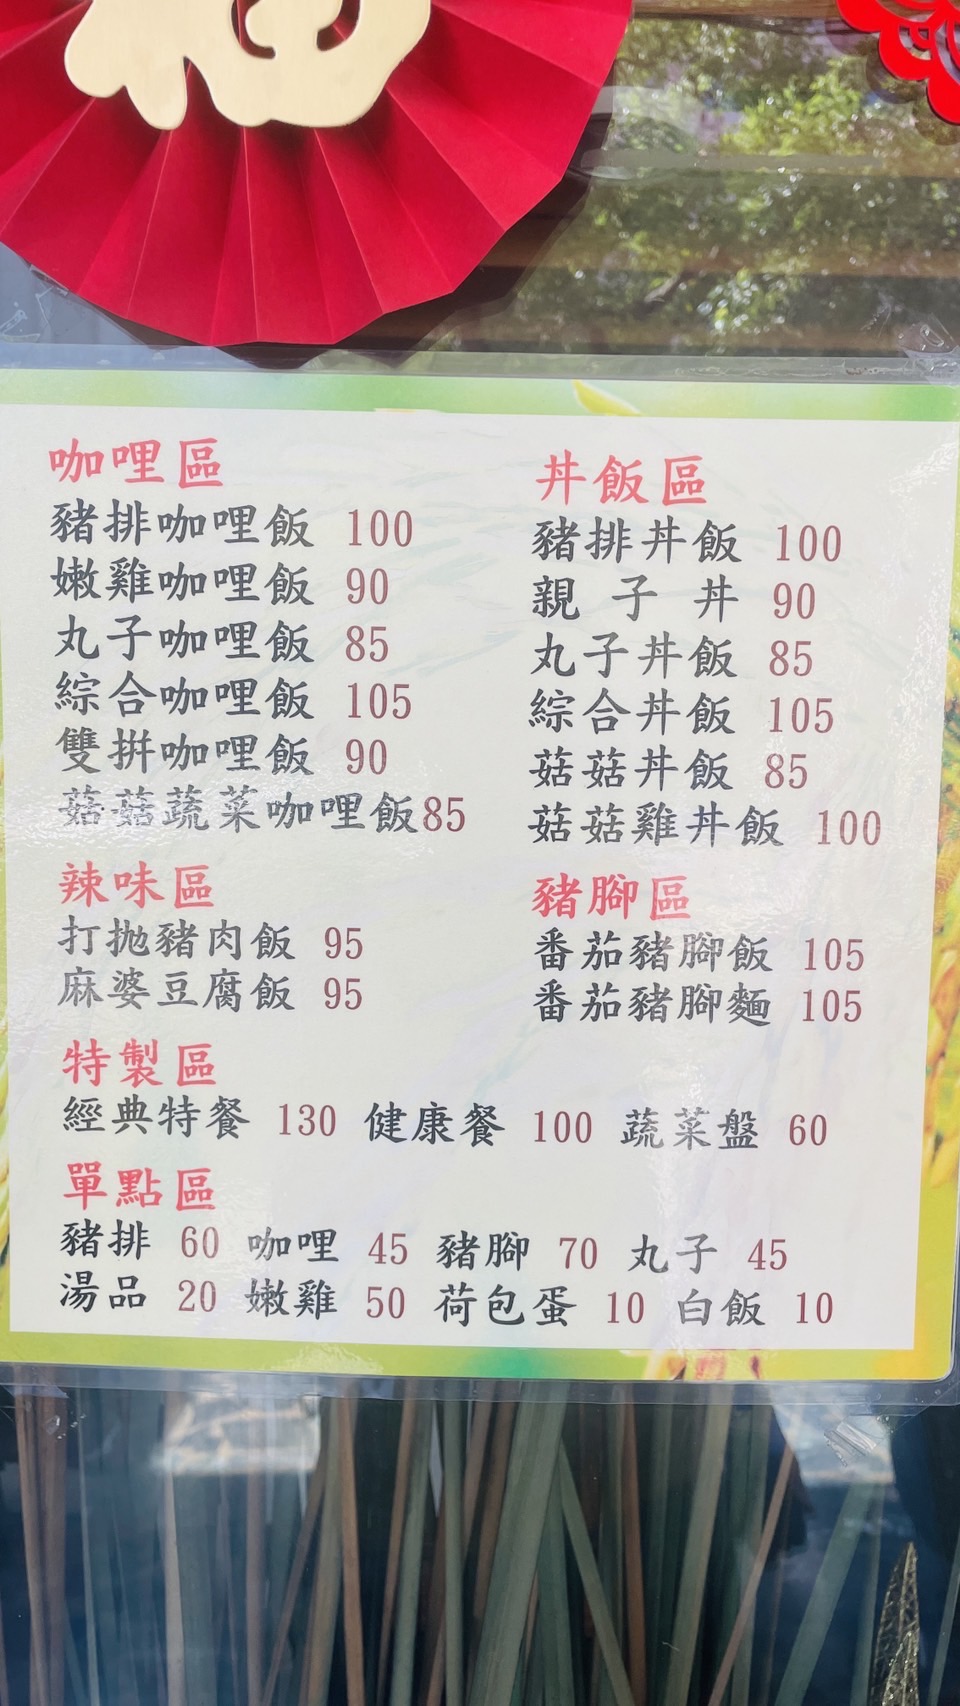 咖哩區
豬排咖哩飯 100
嫩雞咖哩飯 90
丸子咖哩飯 85
綜合咖哩飯 105
雙拼咖哩飯 90
菇菇蔬菜咖哩飯85
丼飯區
豬排丼飯 100
親子丼 90
丸子丼飯 85
綜合丼飯 105
菇菇丼飯 85
菇菇雞丼飯 100
辣味區
打拋豬肉飯 95
麻婆豆腐飯 95
豬腳區
番茄豬腳飯 105
番茄豬腳麵 105
特製區
經典特餐 130 健康餐 100 蔬菜盤 60
單點區
豬排 60 咖哩 45 豬腳 70 丸子 45
湯品 20 嫩雞 50 荷包蛋 10 白飯 10